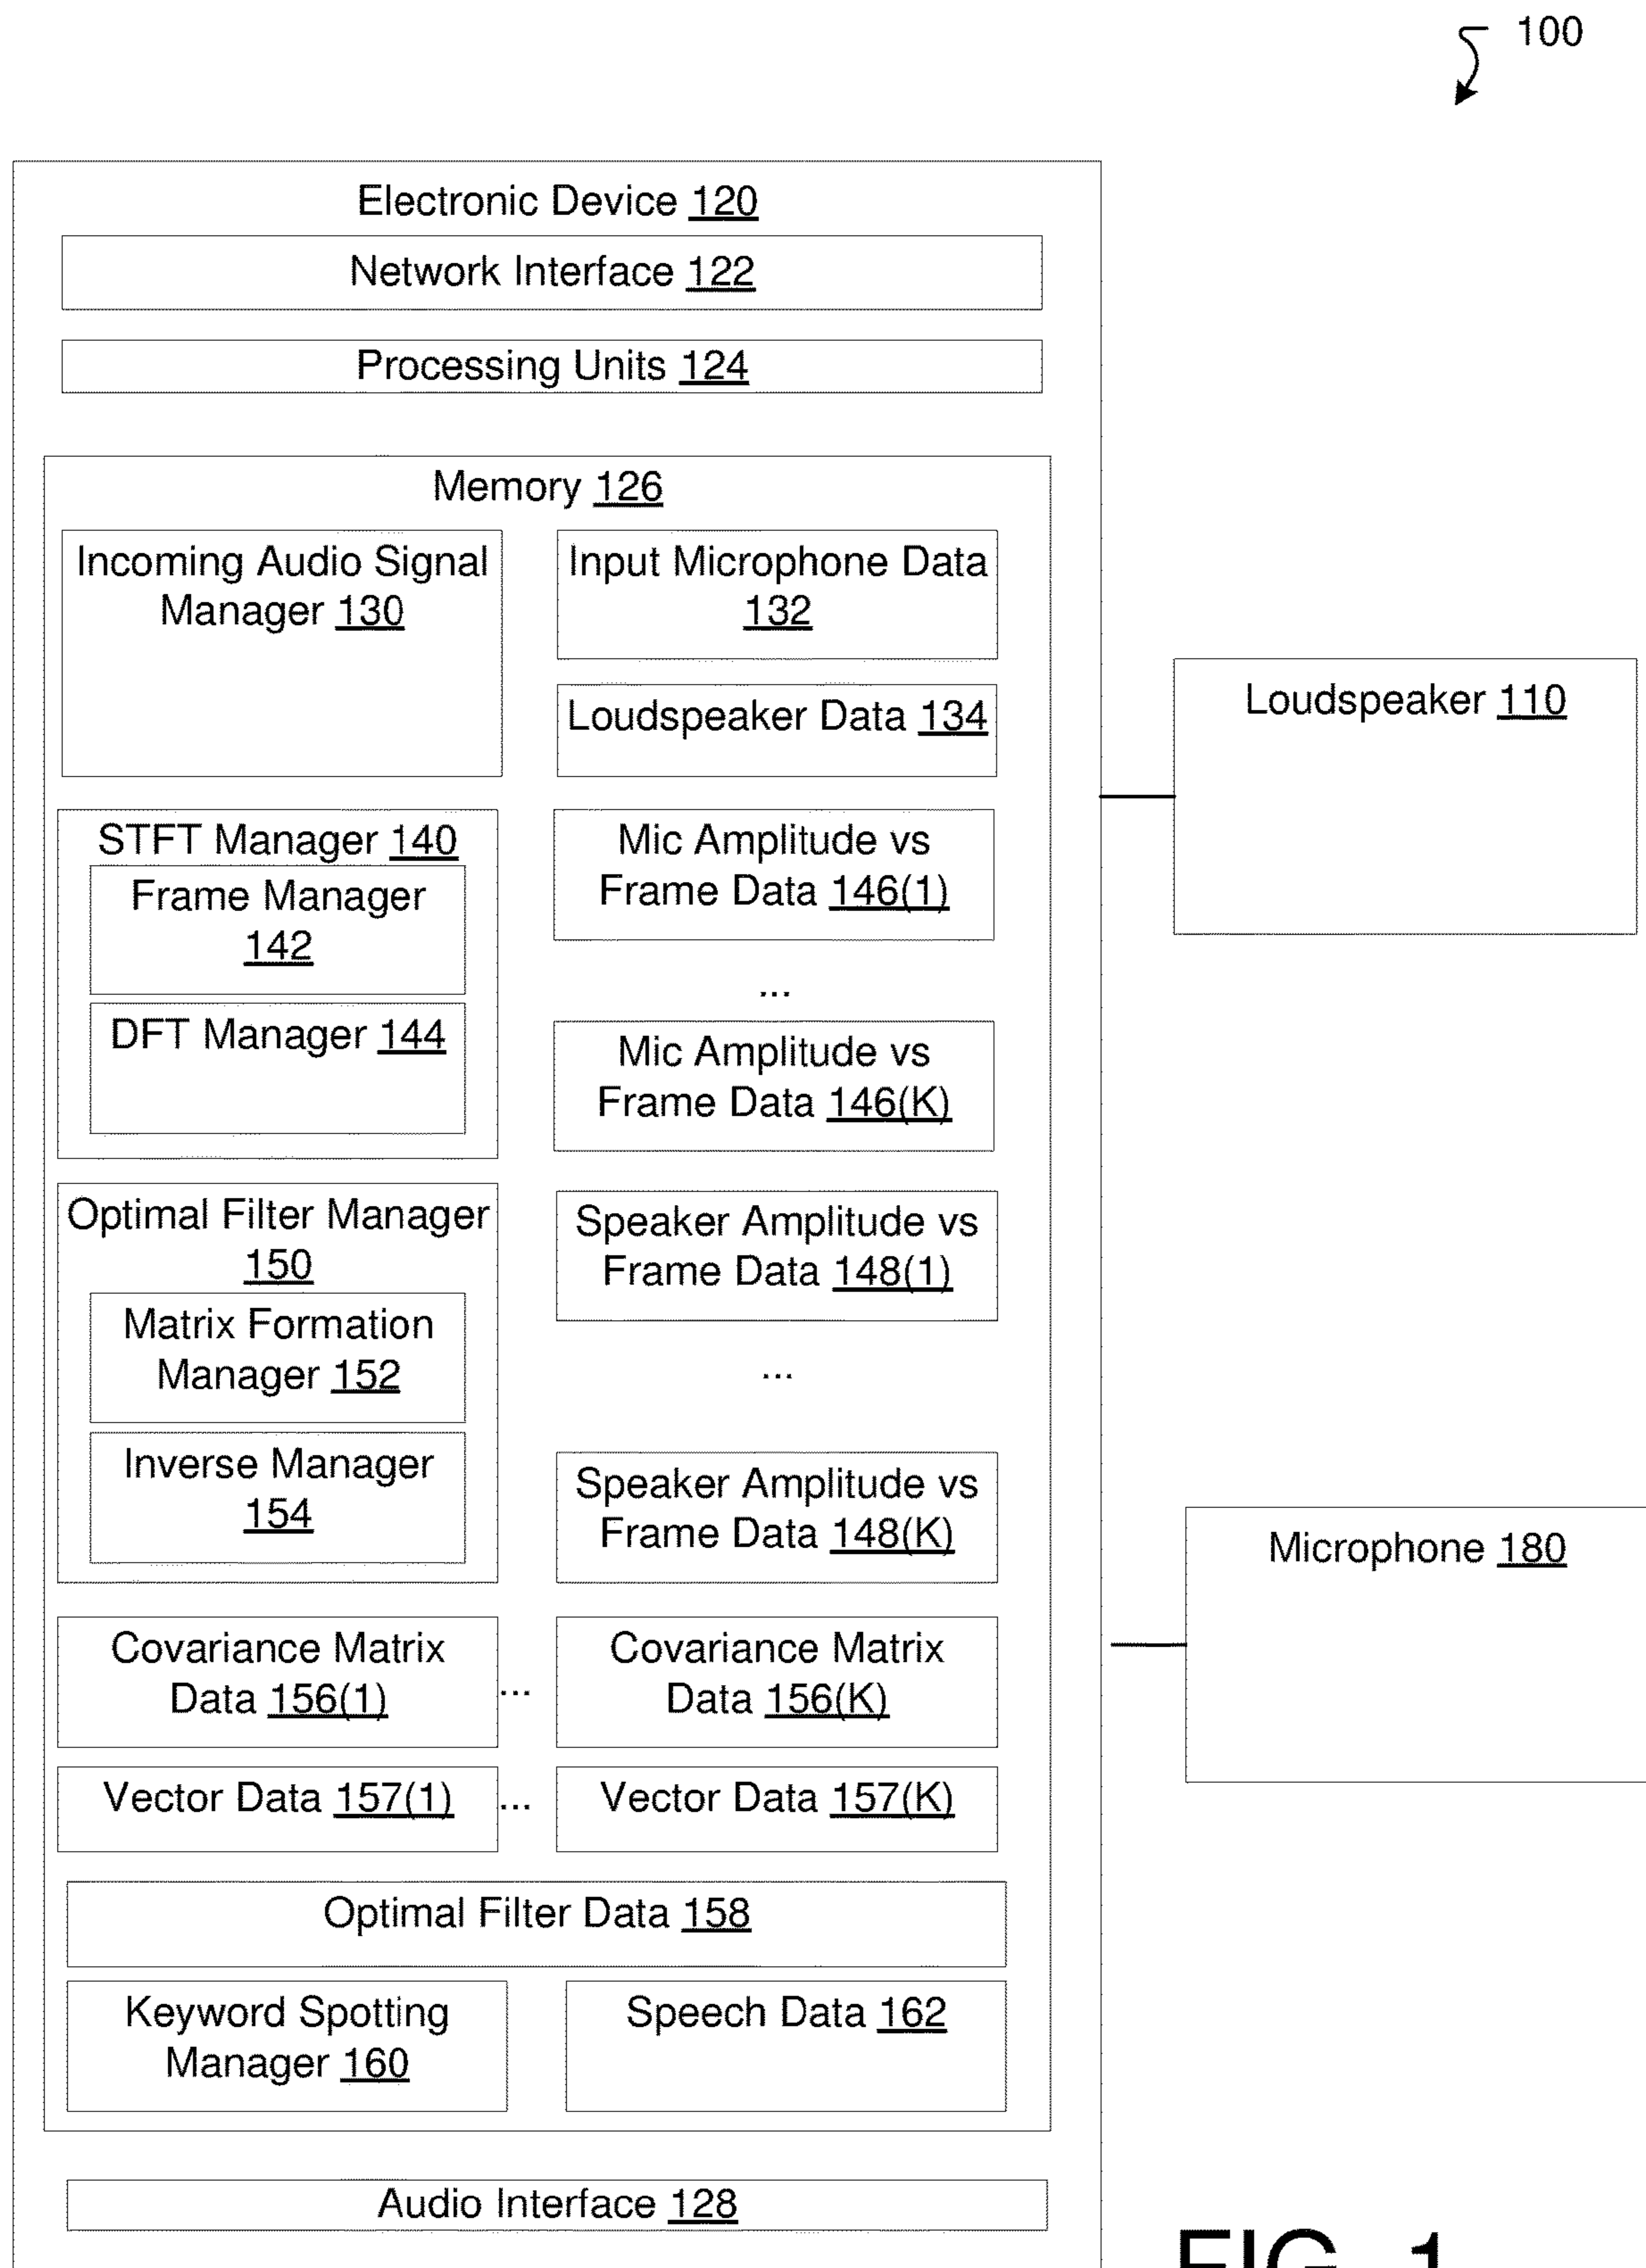 100
Electronic Device 120
Network Interface 122
Processing Units 124
Memory 126
Incoming Audio Signal
Manager 130
Input Microphone Data
132
Loudspeaker Data 134
Loudspeaker 110
STFT Manager 140
Frame Manager
142
DFT Manager 144
Mic Amplitude vs
Frame Data 146(1)
...
Mic Amplitude vs
Frame Data 146(K)
Optimal Filter Manager
150
Matrix Formation
Manager 152
Inverse Manager
154
Speaker Amplitude vs
Frame Data 148(1)
...
Speaker Amplitude vs
Frame Data 148(K)
Microphone 180
Covariance Matrix
Data 156(1)
...
Covariance Matrix
Data 156(K)
Vector Data 157(1)
...
Vector Data 157(K)
Optimal Filter Data 158
Keyword Spotting
Manager 160
Speech Data 162
Audio Interface 128
FIG. 1